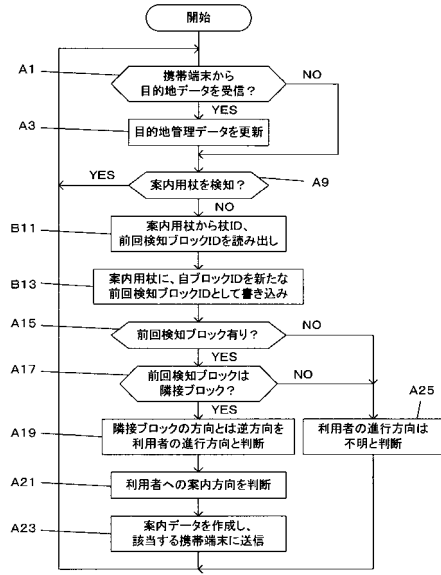 開始
A1
携帯端末から
目的地データを受信?
NO
YES
A3
目的地管理データを更新
YES
案内用杖を検知?
A9
NO
B11
案内用杖から杖ID、
前回検知ブロックIDを読み出し
B13
案内用杖に、自ブロックIDを新たな
前回検知ブロックIDとして書き込み
A15
前回検知ブロック有り?
NO
YES
A17
前回検知ブロックは
隣接ブロック?
NO
YES
A25
A19
隣接ブロックの方向とは逆方向を
利用者の進行方向と判断
利用者の進行方向は
不明と判断
A21
利用者への案内方向を判断
A23
案内データを作成し、
該当する携帯端末に送信